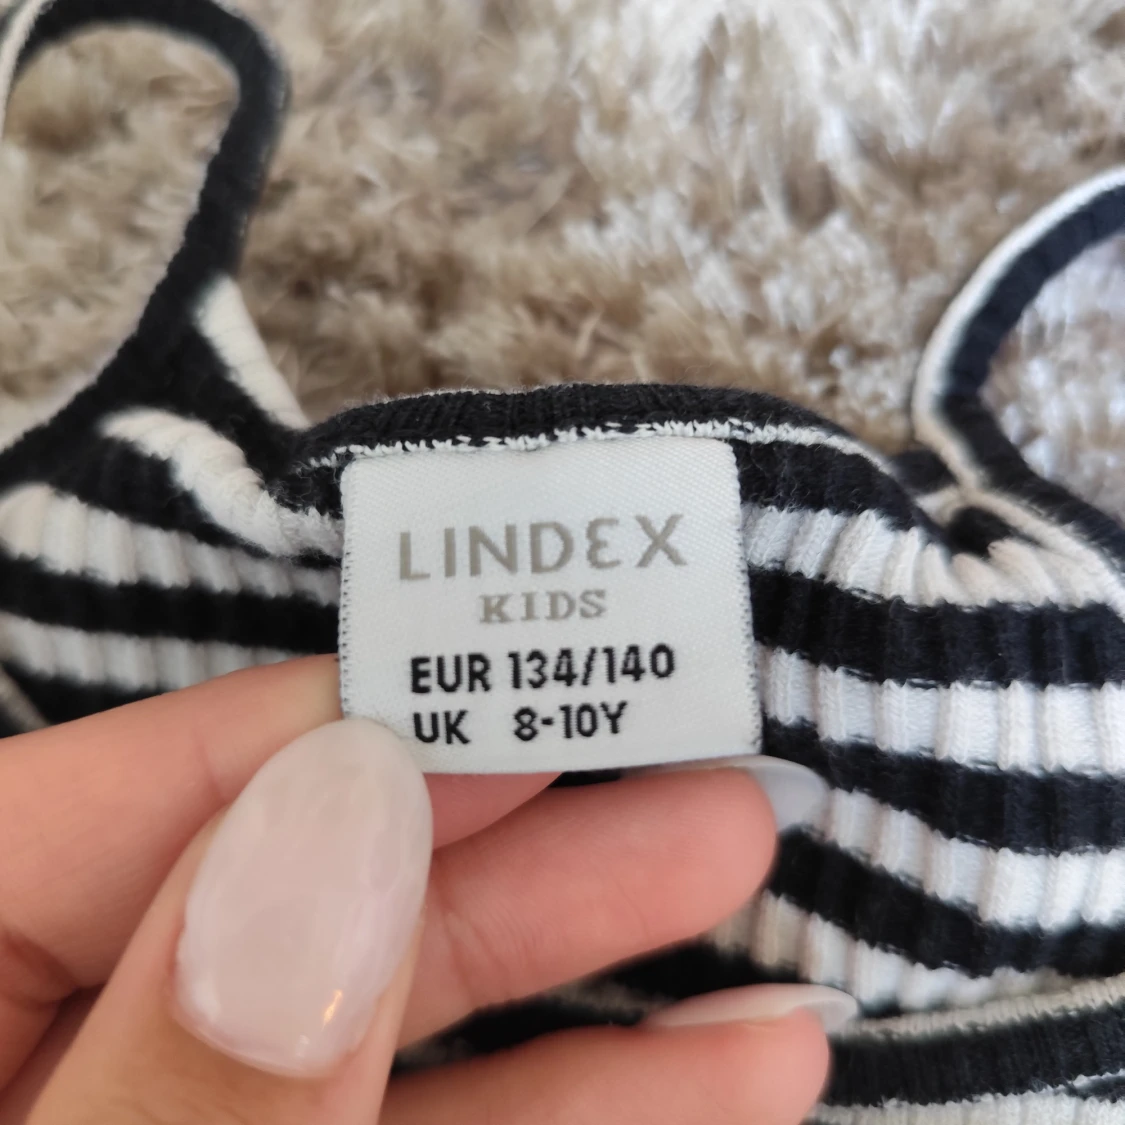 LINDEX
KIDS
EUR 134/140
UK 8-10Y